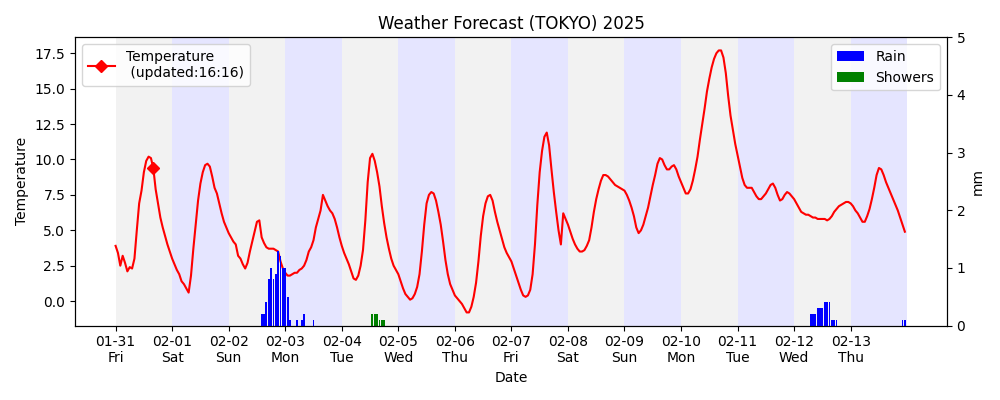 Weather Forecast (TOKYO) 2025
Temperature
(updated:16:16)
Rain
Showers
Temperature
17.5
15.0
12.5
10.0
7.5
5.0
2.5
0.0
5
4
3
2
1
0
mm
01-31 02-01 02-02 02-03 02-04 02-05 02-06 02-07 02-08 02-09 02-10 02-11 02-12 02-13
Fri Sat Sun Mon Tue Wed Thu Fri Sat Sun Mon Tue Wed Thu
Date